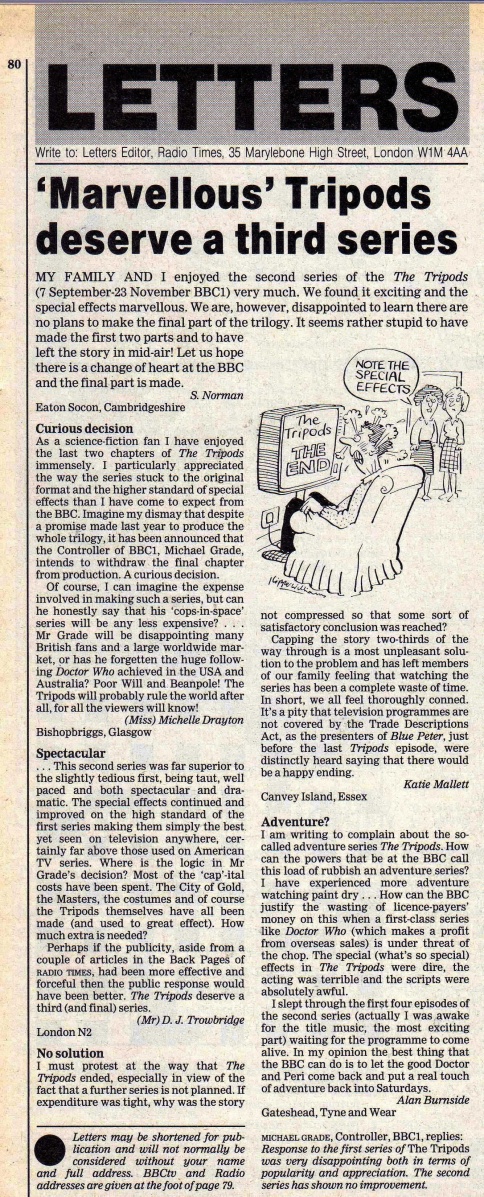 80
LETTERS
Write to: Letters Editor, Radio Times, 35 Marylebone High Street, London W1M 4AA
‘Marvellous’ Tripods
deserve a third series
MY FAMILY AND I enjoyed the second series of the The Tripods
(7 September-23 November BBC1) very much. We found it exciting and the
special effects marvellous. We are, however, disappointed to learn there are
no plans to make the final part of the trilogy. It seems rather stupid to have
made the first two parts and to have
left the story in mid-air! Let us hope
there is a change of heart at the BBC
and the final part is made.
S. Norman
Eaton Socon, Cambridgeshire
Curious decision
As a science-fiction fan I have enjoyed
the last two chapters of The Tripods
immensely. I particularly appreciated
the way the series stuck to the original
format and the higher standard of special
effects than I have come to expect from
the BBC. Imagine my dismay that despite
a promise made last year to produce the
whole trilogy, it has been announced that
the Controller of BBC1, Michael Grade,
intends to withdraw the final chapter
from production. A curious decision.
Of course, I can imagine the expense
involved in making such a series, but can
he honestly say that his ‘cops-in-space’
series will be any less expensive? . . .
Mr Grade will be disappointing many
British fans and a large worldwide mar-
ket, or has he forgotten the huge follow-
ing Doctor Who achieved in the USA and
Australia? Poor Will and Beanpole! The
Tripods will probably rule the world after
all, for all the viewers will know!
(Miss) Michelle Drayton
Bishopbriggs, Glasgow
Spectacular
. . . This second series was far superior to
the slightly tedious first, being taut, well
paced and both spectacular and dra-
matic. The special effects continued and
improved on the high standard of the
first series making them simply the best
yet seen on television anywhere, cer-
tainly far above those used on American
TV series. Where is the logic in Mr
Grade's decision? Most of the ‘cap’-ital
costs have been spent. The City of Gold,
the Masters, the costumes and of course
the Tripods themselves have all been
made (and used to great effect). How
much extra is needed?
Perhaps if the publicity, aside from a
couple of articles in the Back Pages of
RADIO TIMES, had been more effective and
forceful then the public response would
have been better. The Tripods deserve a
third (and final) series.
(Mr) D. J. Trowbridge
London N2
No solution
I must protest at the way that The
Tripods ended, especially in view of the
fact that a further series is not planned. If
expenditure was tight, why was the story
Letters may be shortened for pub-
lication and will not normally be
considered without your name
and full address. BBCtv and Radio
addresses are given at the foot of page 79.
NOTE THE
SPECIAL
EFFECTS
The
Tripods
THE
END
not compressed so that some sort of
satisfactory conclusion was reached?
Capping the story two-thirds of the
way through is a most unpleasant solu-
tion to the problem and has left members
of our family feeling that watching the
series has been a complete waste of time.
In short, we all feel thoroughly conned.
It's a pity that television programmes are
not covered by the Trade Descriptions
Act, as the presenters of Blue Peter, just
before the last Tripods episode, were
distinctly heard saying that there would
be a happy ending.
Katie Mallett
Canvey Island, Essex
Adventure?
I am writing to complain about the so-
called adventure series The Tripods. How
can the powers that be at the BBC call
this load of rubbish an adventure series?
I have experienced more adventure
watching paint dry . . . How can the BBC
justify the wasting of licence-payers'
money on this when a first-class series
like Doctor Who (which makes a profit
from overseas sales) is under threat of
the chop. The special (what's so special)
effects in The Tripods were dire, the
acting was terrible and the scripts were
absolutely awful.
I slept through the first four episodes of
the second series (actually I was awake
for the title music, the most exciting
part) waiting for the programme to come
alive. In my opinion the best thing that
the BBC can do is to let the good Doctor
and Peri come back and put a real touch
of adventure back into Saturdays.
Alan Burnside
Gateshead, Tyne and Wear
MICHAEL GRADE, Controller, BBC1, replies:
Response to the first series of The Tripods
was very disappointing both in terms of
popularity and appreciation. The second
series has shown no improvement.